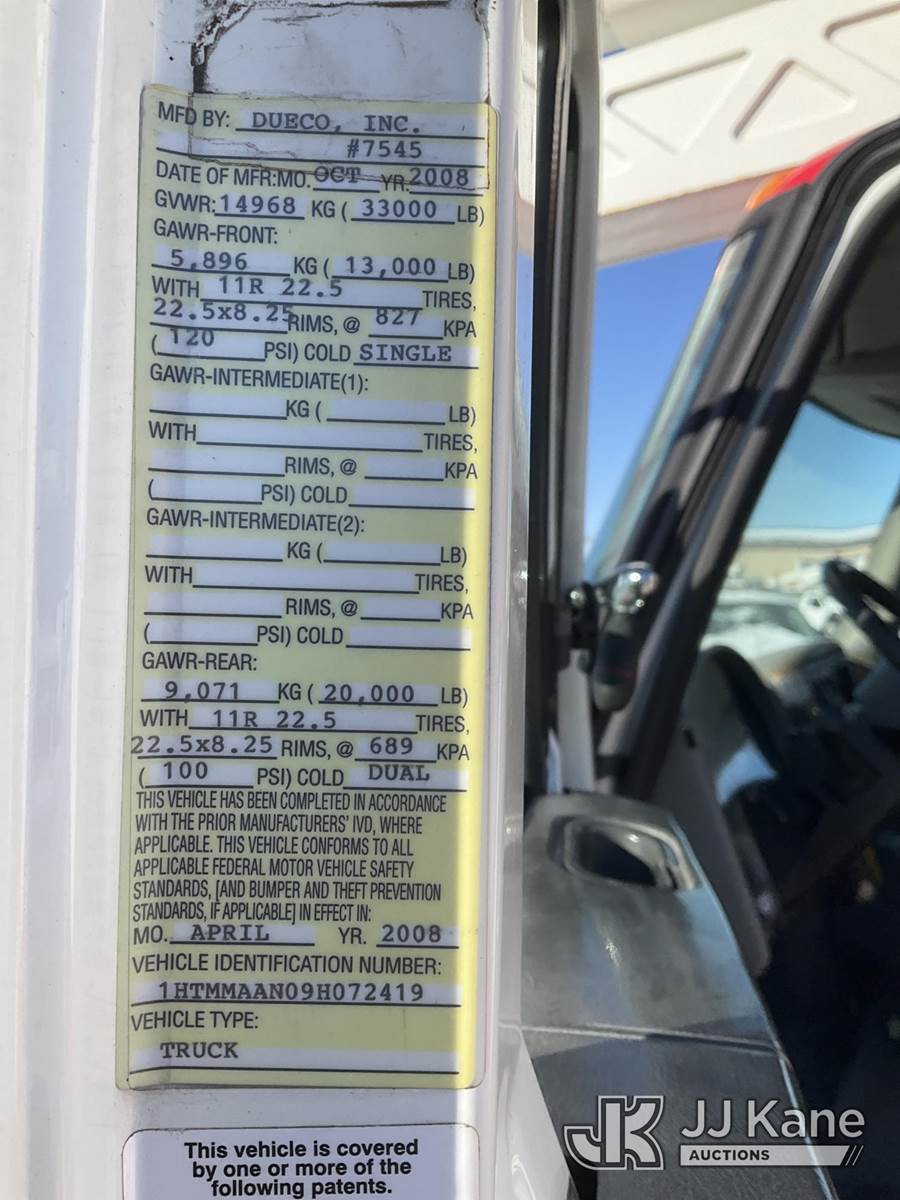 MFD BY: DUECO, INC.
#7545
DATE OF MFR:MO. OCT YR. 2008
GVWR: 14968 KG ( 33000 LB)
GAWR-FRONT:
5,896 KG ( 13,000 LB)
WITH 11R 22.5 TIRES,
22.5x8.25 RIMS, @ 827 KPA
( 120 PSI) COLD SINGLE
GAWR-INTERMEDIATE(1):
KG ( LB)
WITH TIRES,
RIMS, @ KPA
( PSI) COLD
GAWR-INTERMEDIATE(2):
KG ( LB)
WITH TIRES,
RIMS, @ KPA
( PSI) COLD
GAWR-REAR:
9,071 KG ( 20,000 LB)
WITH 11R 22.5 TIRES,
22.5x8.25 RIMS, @ 689 KPA
( 100 PSI) COLD DUAL
THIS VEHICLE HAS BEEN COMPLETED IN ACCORDANCE
WITH THE PRIOR MANUFACTURERS' IVD, WHERE
APPLICABLE. THIS VEHICLE CONFORMS TO ALL
APPLICABLE FEDERAL MOTOR VEHICLE SAFETY
STANDARDS, [AND BUMPER AND THEFT PREVENTION
STANDARDS, IF APPLICABLE] IN EFFECT IN:
MO. APRIL YR. 2008
VEHICLE IDENTIFICATION NUMBER:
1HTMMAAN09H072419
VEHICLE TYPE:
TRUCK
This vehicle is covered
by one or more of the
following patents.
JK JJ Kane
AUCTIONS